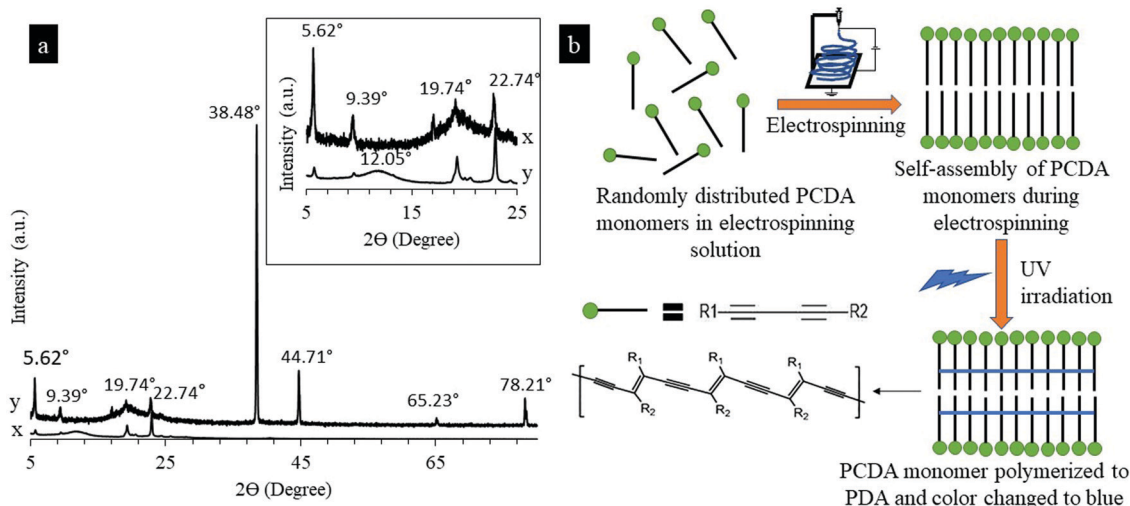 a
Intensity (a.u.)
38.48°
5.62°
9.39°
19.74°
22.74°
44.71°
65.23°
78.21°
y
x
5
25
45
65
2Θ (Degree)
Intensity (a.u.)
5.62°
9.39°
19.74°
22.74°
12.05°
x
y
5
15
25
2Θ (Degree)
b
Electrospinning
Randomly distributed PCDA
monomers in electrospinning
solution
Self-assembly of PCDA
monomers during
electrospinning
UV
irradiation
R1
R2
R1
R1
R1
R2
R2
R2
PCDA monomer polymerized to
PDA and color changed to blue